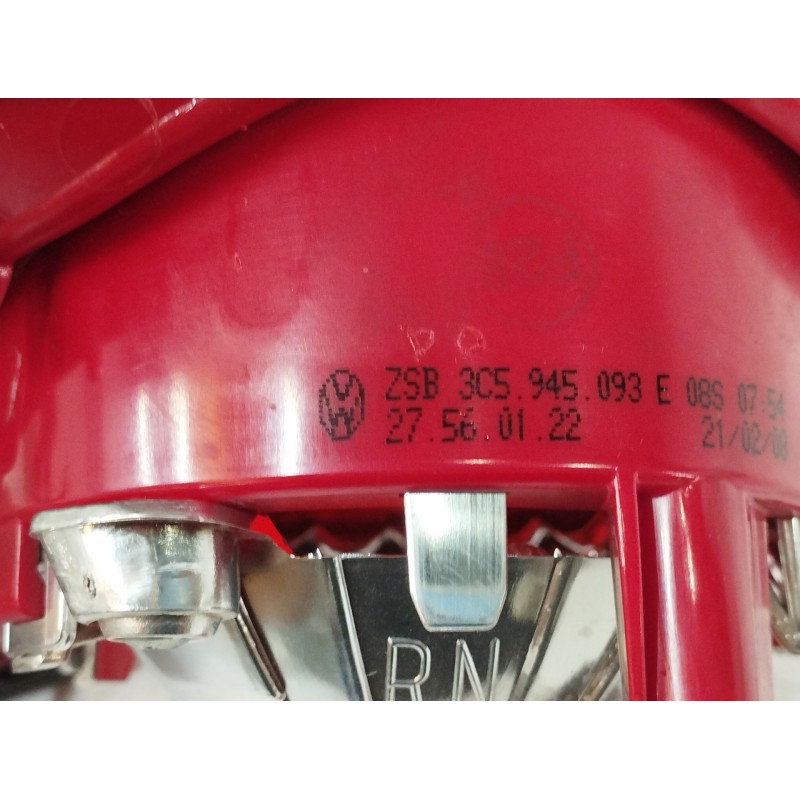 ZSB 3C5.945.093 E 08S 07:54
27.56.01.22 21/02/08
RN